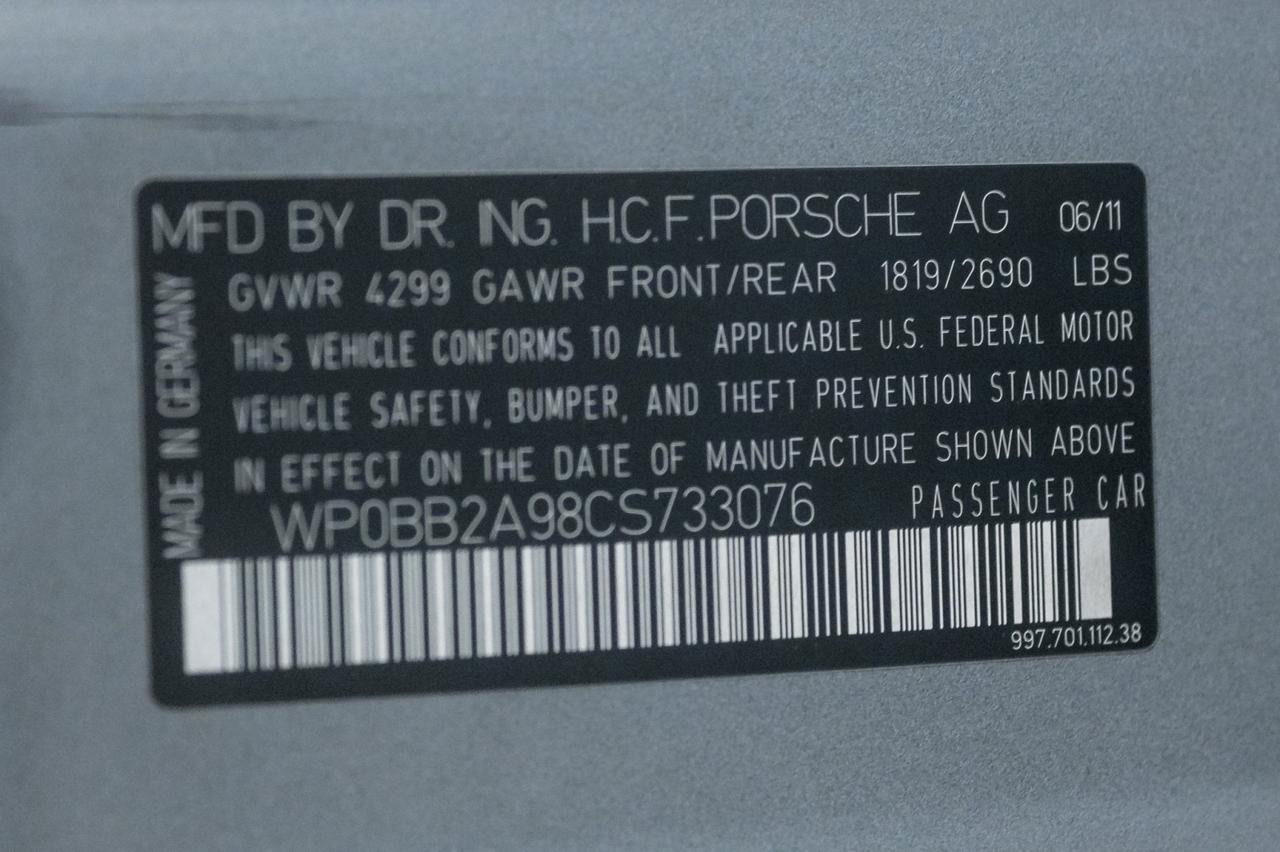 MFD BY DR. ING. H.C.F.PORSCHE AG 06/11
GVWR 4299 GAWR FRONT/REAR 1819/2690 LBS
THIS VEHICLE CONFORMS TO ALL APPLICABLE U.S. FEDERAL MOTOR
VEHICLE SAFETY, BUMPER, AND THEFT PREVENTION STANDARDS
IN EFFECT ON THE DATE OF MANUFACTURE SHOWN ABOVE
WP0BB2A98CS733076 PASSENGER CAR
997.701.112.38
MADE IN GERMANY